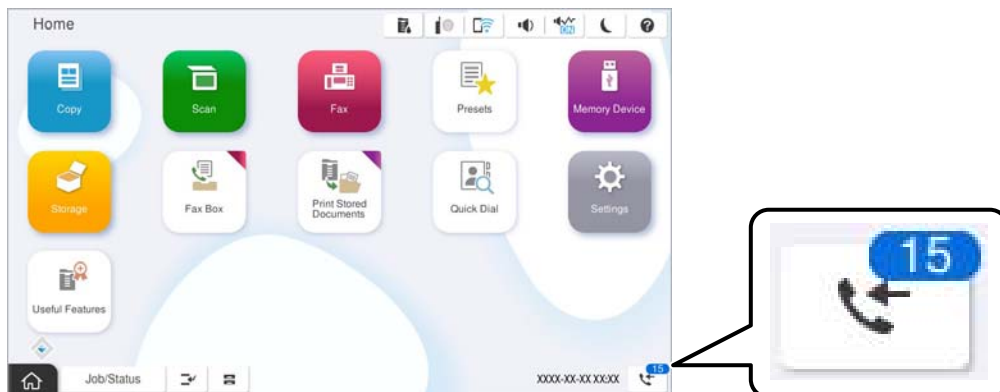 Home
Copy
Scan
Fax
Presets
Memory Device
Storage
Fax Box
Print Stored
Documents
Quick Dial
Settings
Useful Features
Job/Status
XXXX-XX-XX XX:XX
15
15